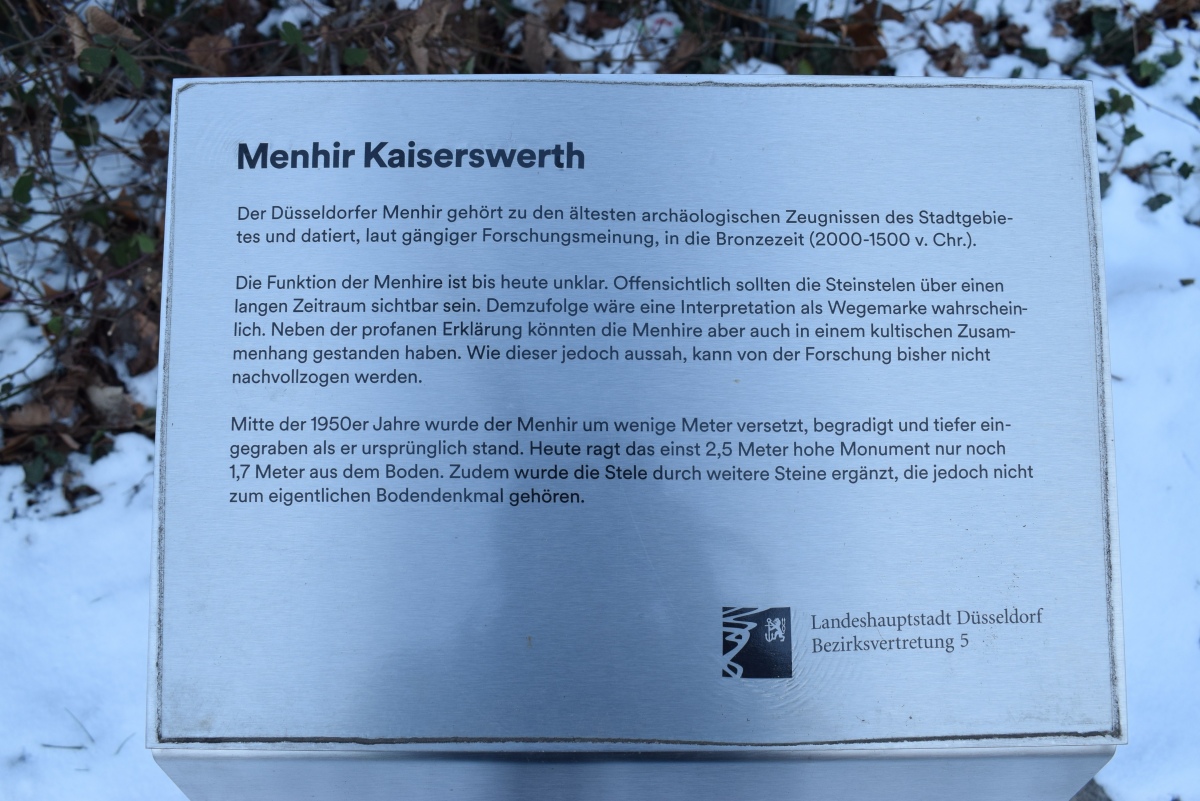 Menhir Kaiserswerth
Der Düsseldorfer Menhir gehört zu den ältesten archäologischen Zeugnissen des Stadtgebie-
tes und datiert, laut gängiger Forschungsmeinung, in die Bronzezeit (2000-1500 v. Chr.).
Die Funktion der Menhire ist bis heute unklar. Offensichtlich sollten die Steinstelen über einen
langen Zeitraum sichtbar sein. Demzufolge wäre eine Interpretation als Wegemarke wahrschein-
lich. Neben der profanen Erklärung könnten die Menhire aber auch in einem kultischen Zusam-
menhang gestanden haben. Wie dieser jedoch aussah, kann von der Forschung bisher nicht
nachvollzogen werden.
Mitte der 1950er Jahre wurde der Menhir um wenige Meter versetzt, begradigt und tiefer ein-
gegraben als er ursprünglich stand. Heute ragt das einst 2,5 Meter hohe Monument nur noch
1,7 Meter aus dem Boden. Zudem wurde die Stele durch weitere Steine ergänzt, die jedoch nicht
zum eigentlichen Bodendenkmal gehören.
Landeshauptstadt Düsseldorf
Bezirksvertretung 5